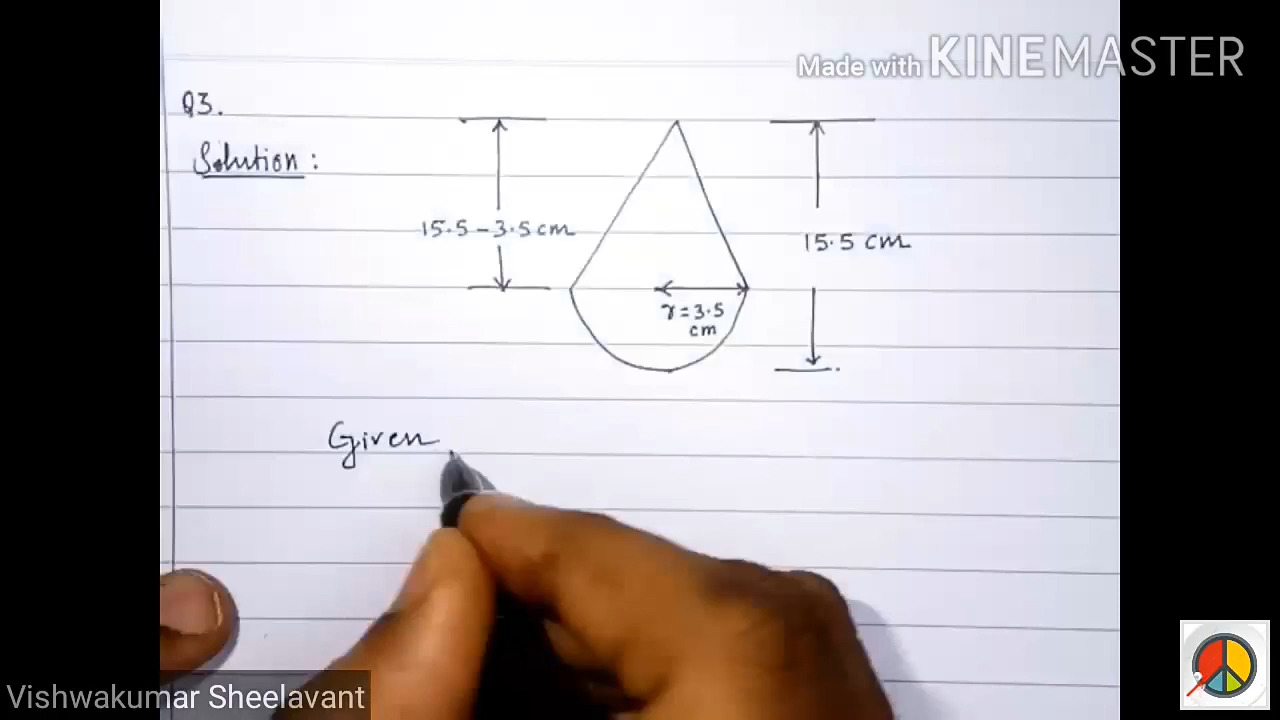 Made with KINEMASTER
Q3.
Solution :
15.5 – 3.5 cm
15.5 cm
r = 3.5
cm
Given
Vishwakumar Sheelavant